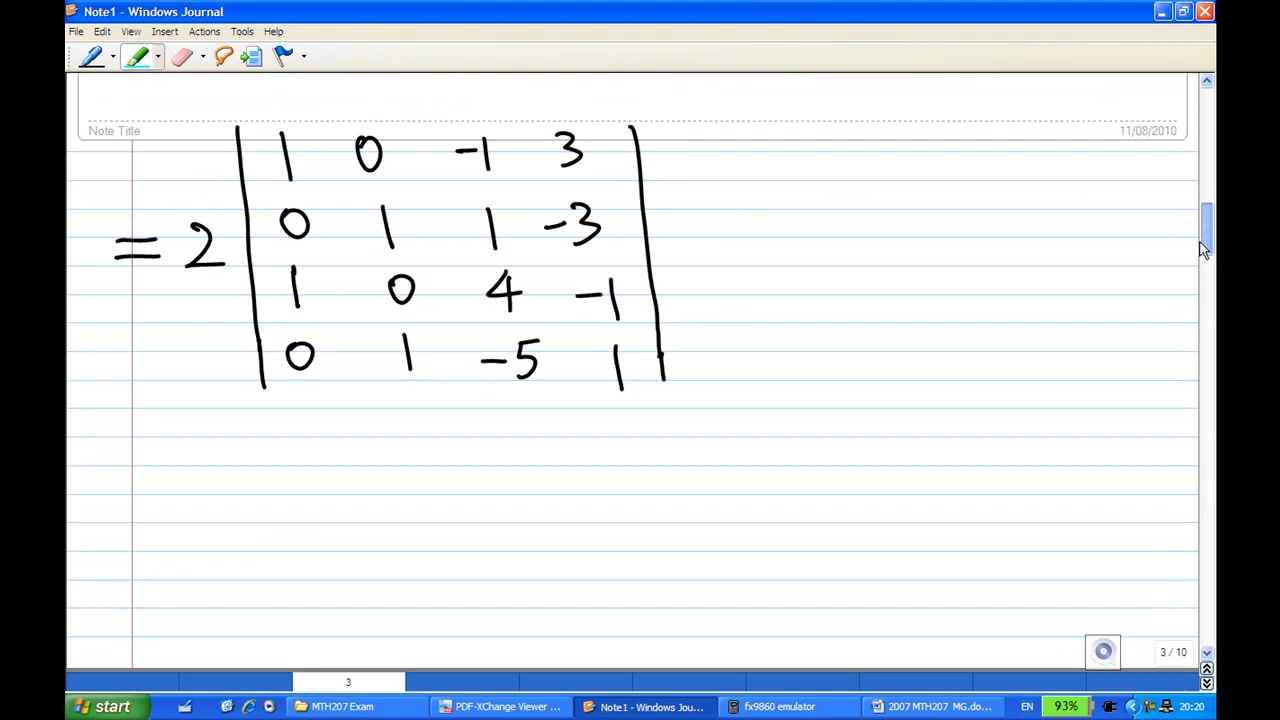 Note1 - Windows Journal
File Edit View Insert Actions Tools Help
Note Title 11/08/2010
1 0 -1 3
0 1 1 -3
= 2
1 0 4 -1
0 1 -5 1
3 / 10
3
start MTH207 Exam PDF-XChange Viewer ... Note1 - Windows Jou... fx9860 emulator 2007 MTH207 MG.do... EN 93% 20:20